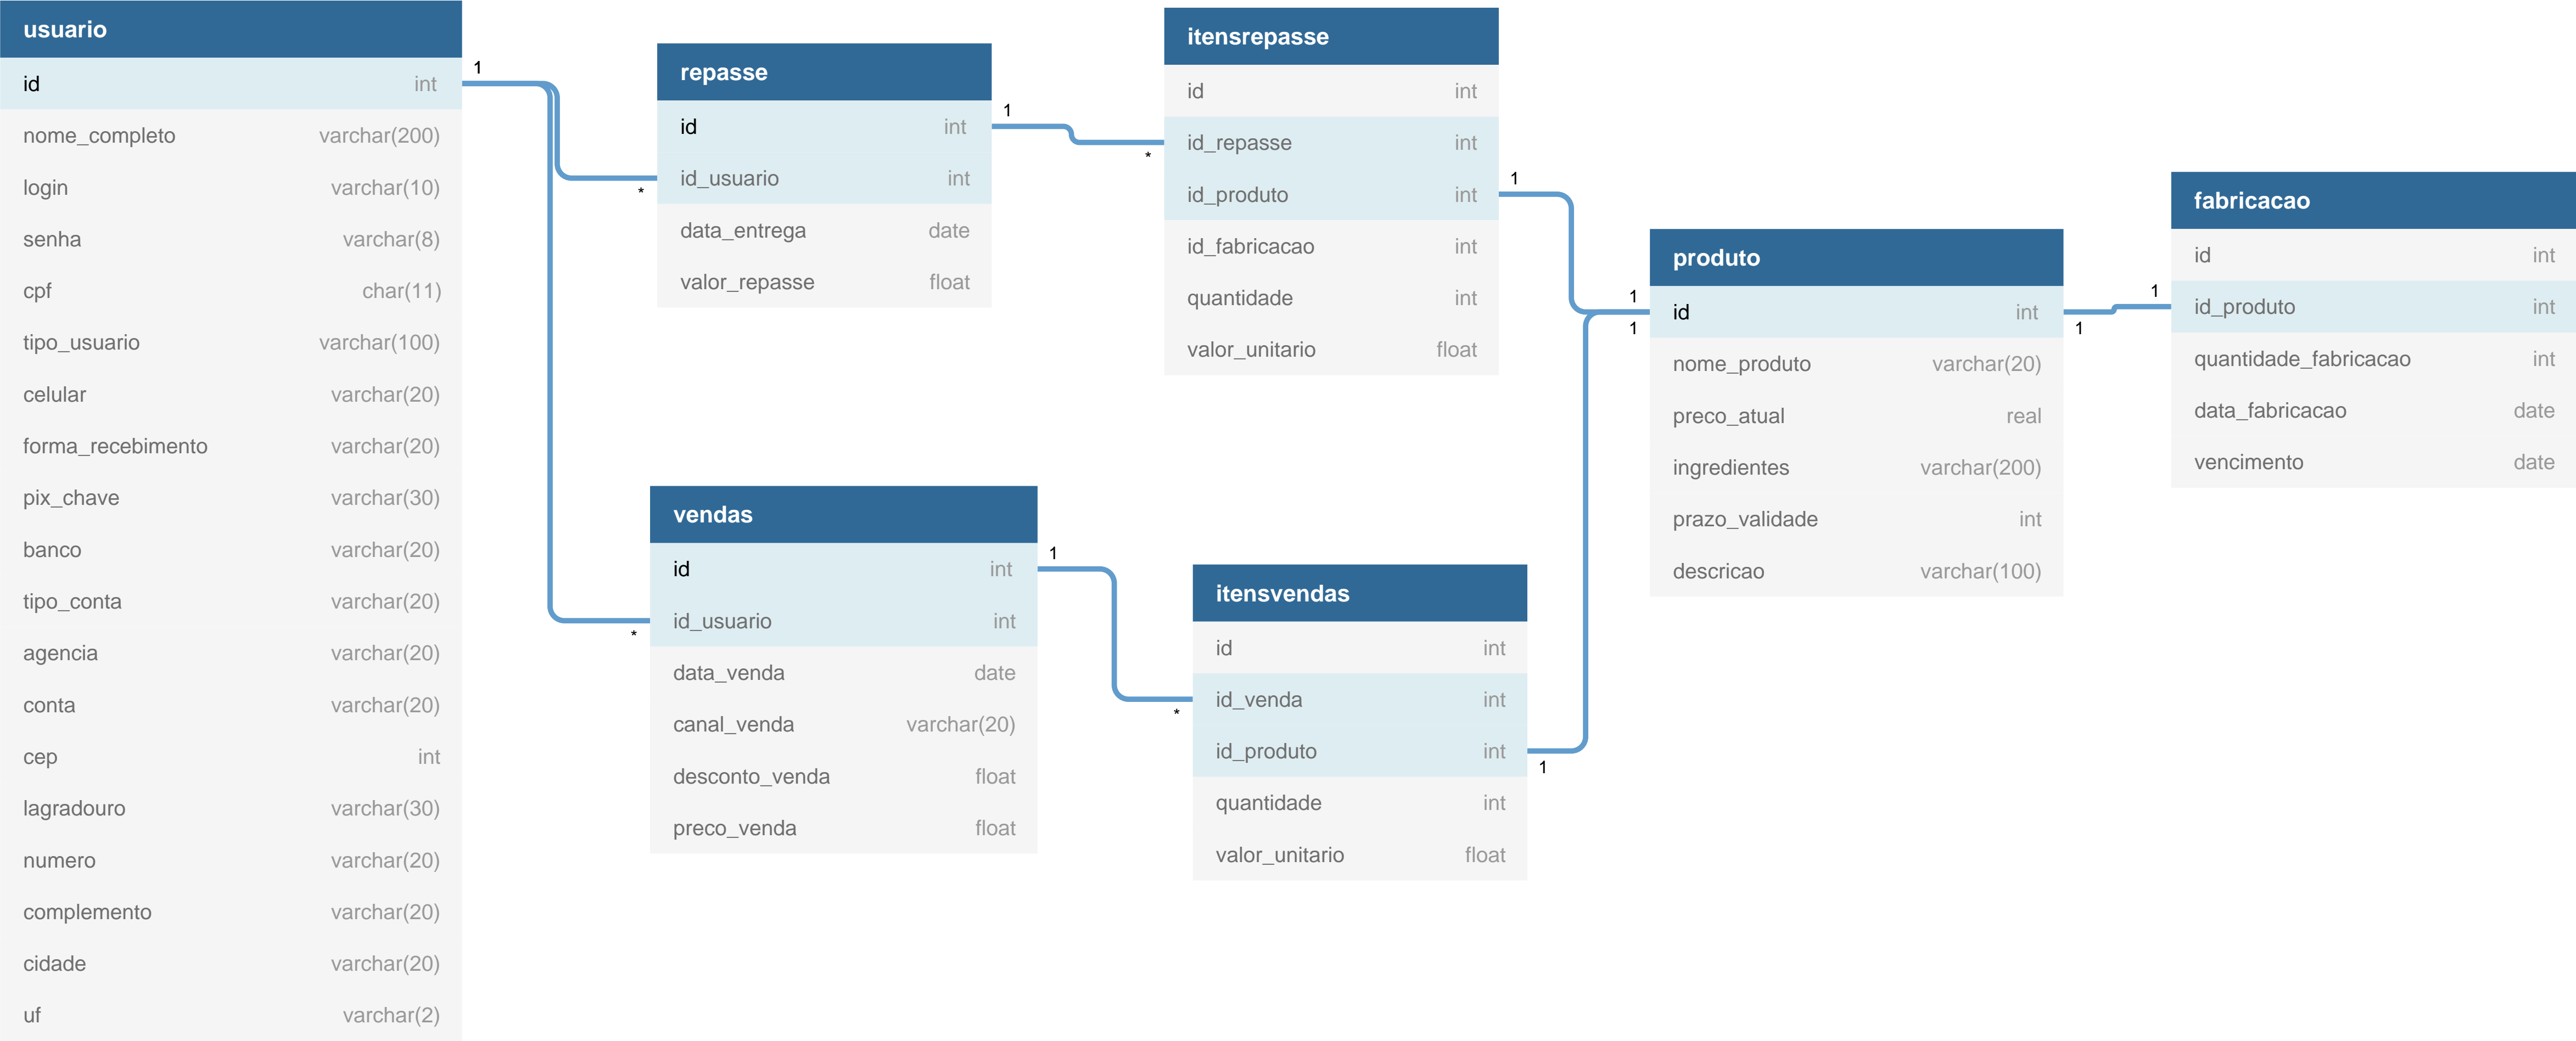 usuario
id int
nome_completo varchar(200)
login varchar(10)
senha varchar(8)
cpf char(11)
tipo_usuario varchar(100)
celular varchar(20)
forma_recebimento varchar(20)
pix_chave varchar(30)
banco varchar(20)
tipo_conta varchar(20)
agencia varchar(20)
conta varchar(20)
cep int
lagradouro varchar(30)
numero varchar(20)
complemento varchar(20)
cidade varchar(20)
uf varchar(2)
1
*
*
repasse
id int
id_usuario int
data_entrega date
valor_repasse float
1
*
vendas
id int
id_usuario int
data_venda date
canal_venda varchar(20)
desconto_venda float
preco_venda float
1
*
itensrepasse
id int
id_repasse int
id_produto int
id_fabricacao int
quantidade int
valor_unitario float
1
1
itensvendas
id int
id_venda int
id_produto int
quantidade int
valor_unitario float
1
1
produto
id int
nome_produto varchar(20)
preco_atual real
ingredientes varchar(200)
prazo_validade int
descricao varchar(100)
1
1
fabricacao
id int
id_produto int
quantidade_fabricacao int
data_fabricacao date
vencimento date